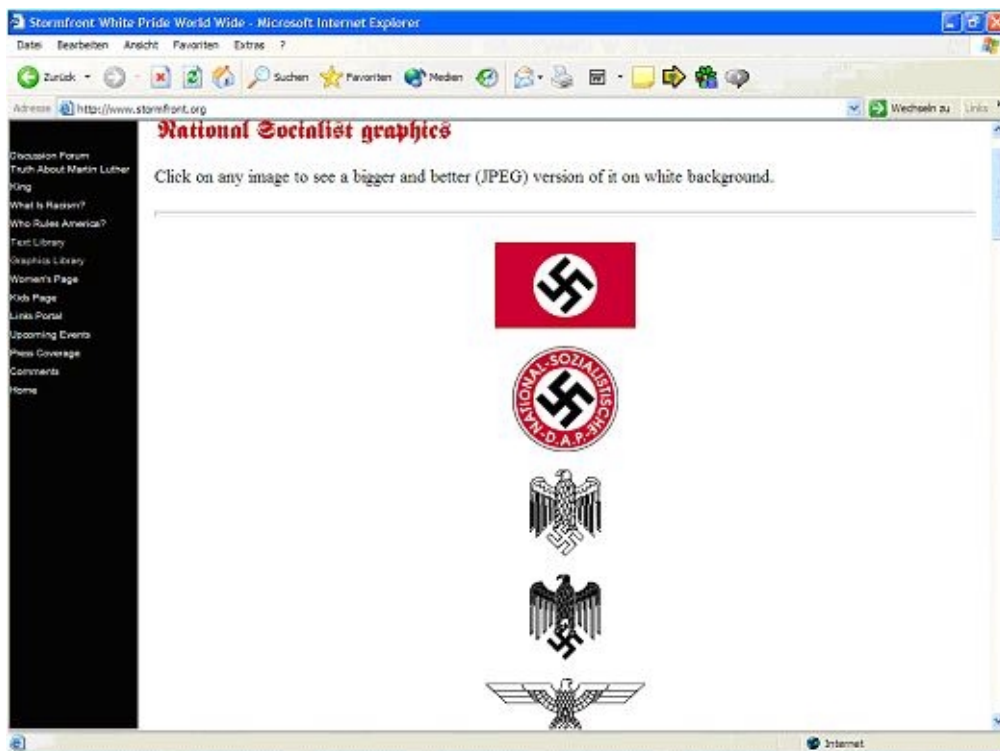 Stormfront White Pride World Wide - Microsoft Internet Explorer
Datei Bearbeiten Ansicht Favoriten Extras ?
Zurück Suchen Favoriten Medien
Adresse http://www.stormfront.org Wechseln zu Links
National Socialist graphics
Discussion Forum
Truth About Martin Luther
King
What Is Racism?
Who Rules America?
Text Library
Graphics Library
Women's Page
Kids Page
Links Portal
Upcoming Events
Press Coverage
Comments
Home
Click on any image to see a bigger and better (JPEG) version of it on white background.
NATIONAL-SOZIALISTISCHE
D.A.P.
Internet